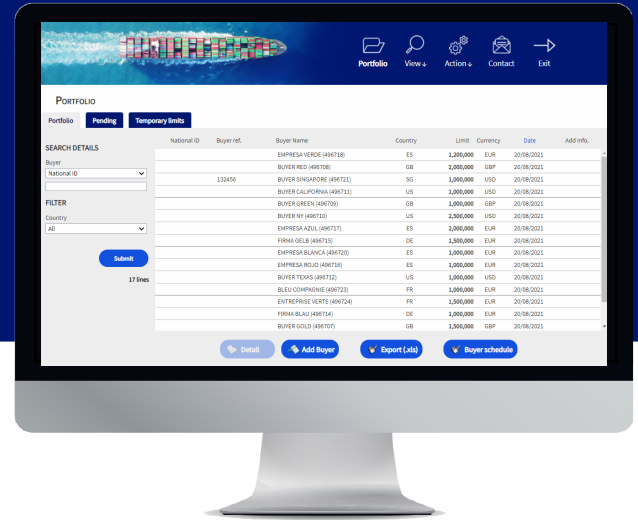 Portfolio View↓ Action↓ Contact Exit
PORTFOLIO
Portfolio Pending Temporary limits
National ID Buyer ref. Buyer Name Country Limit Currency Date Add Info.
SEARCH DETAILS
Buyer
National ID
FILTER
Country
All
Submit
17 lines
EMPRESA VERDE (496718) ES 1,200,000 EUR 20/08/2021
BUYER RED (496708) GB 2,000,000 GBP 20/08/2021
132456 BUYER SINGAPORE (496721) SG 1,000,000 USD 20/08/2021
BUYER CALIFORNIA (496711) US 1,000,000 USD 20/08/2021
BUYER GREEN (496709) GB 1,000,000 GBP 20/08/2021
BUYER NY (496710) US 2,500,000 USD 20/08/2021
EMPRESA AZUL (496717) ES 2,000,000 EUR 20/08/2021
FIRMA GELB (496715) DE 1,500,000 EUR 20/08/2021
EMPRESA BLANCA (496720) ES 1,000,000 EUR 20/08/2021
EMPRESA ROJO (496716) ES 1,000,000 EUR 20/08/2021
BUYER TEXAS (496712) US 1,000,000 USD 20/08/2021
BLEU COMPAGNIE (496723) FR 1,000,000 EUR 20/08/2021
ENTREPRISE VERTE (496724) FR 1,500,000 EUR 20/08/2021
FIRMA BLAU (496714) DE 1,000,000 EUR 20/08/2021
BUYER GOLD (496707) GB 1,500,000 GBP 20/08/2021
Detail Add Buyer Export (.xls) Buyer schedule